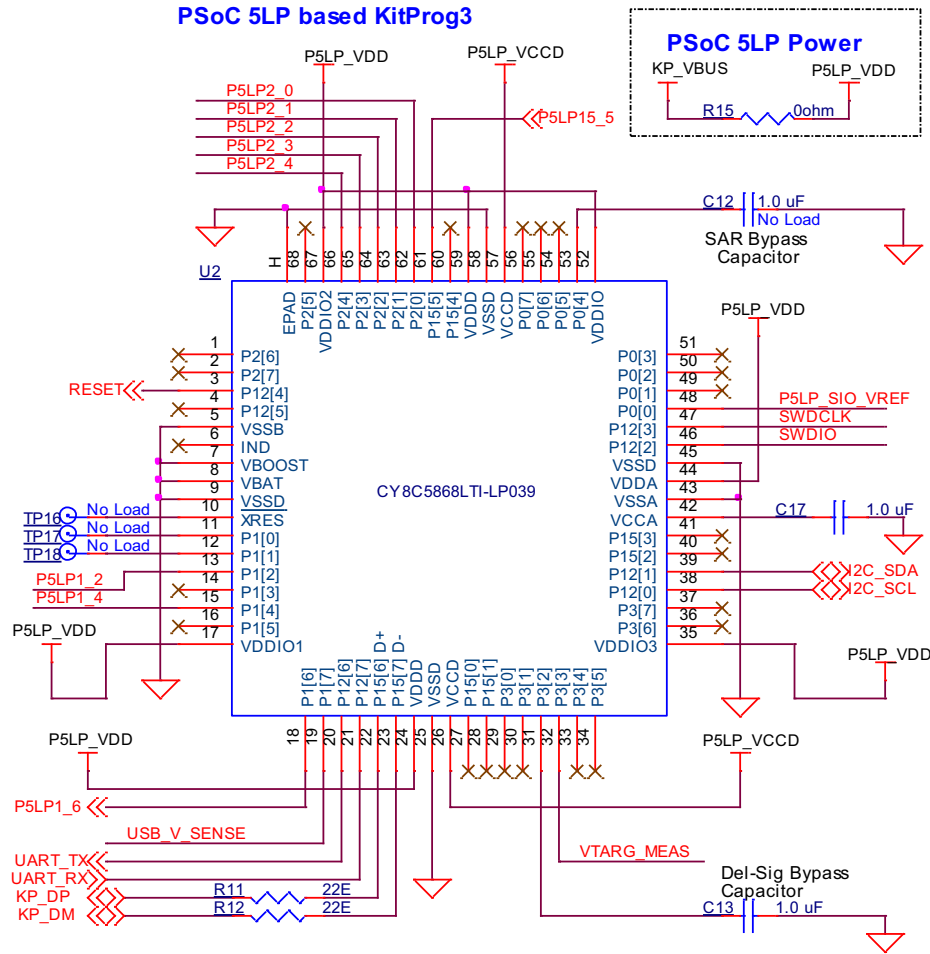 PSoC 5LP based KitProg3
PSoC 5LP Power
P5LP_VDD
P5LP_VCCD
KP_VBUS
P5LP_VDD
R15
0ohm
P5LP2_0
P5LP2_1
P5LP2_2
P5LP2_3
P5LP2_4
P5LP15_5
C12
1.0 uF
No Load
SAR Bypass
Capacitor
U2
H
68
67
66
65
64
63
62
61
60
59
58
57
56
55
54
53
52
EPAD
P2[5]
VDDIO2
P2[4]
P2[3]
P2[2]
P2[1]
P2[0]
P15[5]
P15[4]
VDDD
VSSD
VCCD
P0[7]
P0[6]
P0[5]
P0[4]
VDDIO
P5LP_VDD
1
P2[6]
2
P2[7]
RESET
3
P12[4]
4
P12[5]
5
VSSB
6
IND
7
VBOOST
8
VBAT
9
VSSD
TP16
No Load
10
XRES
TP17
No Load
11
P1[0]
TP18
No Load
12
P1[1]
13
P1[2]
P5LP1_2
14
P1[3]
P5LP1_4
15
P1[4]
16
P1[5]
P5LP_VDD
17
VDDIO1
CY8C5868LTI-LP039
51
P0[3]
50
P0[2]
49
P0[1]
48
P0[0]
P5LP_SIO_VREF
47
P12[3]
SWDCLK
46
P12[2]
SWDIO
45
VSSD
44
VDDA
43
VSSA
42
VCCA
C17
1.0 uF
41
P15[3]
40
P15[2]
39
P12[1]
I2C_SDA
38
P12[0]
I2C_SCL
37
P3[7]
36
P3[6]
35
VDDIO3
P5LP_VDD
P1[6]
P1[7]
P12[6]
P12[7]
P15[6] D+
P15[7] D-
VDDD
VSSD
VCCD
P15[0]
P15[1]
P3[0]
P3[1]
P3[2]
P3[3]
P3[4]
P3[5]
18
19
20
21
22
23
24
25
26
27
28
29
30
31
32
33
34
P5LP_VDD
P5LP_VCCD
P5LP1_6
USB_V_SENSE
UART_TX
UART_RX
VTARG_MEAS
KP_DP
R11
22E
KP_DM
R12
22E
Del-Sig Bypass
Capacitor
C13
1.0 uF